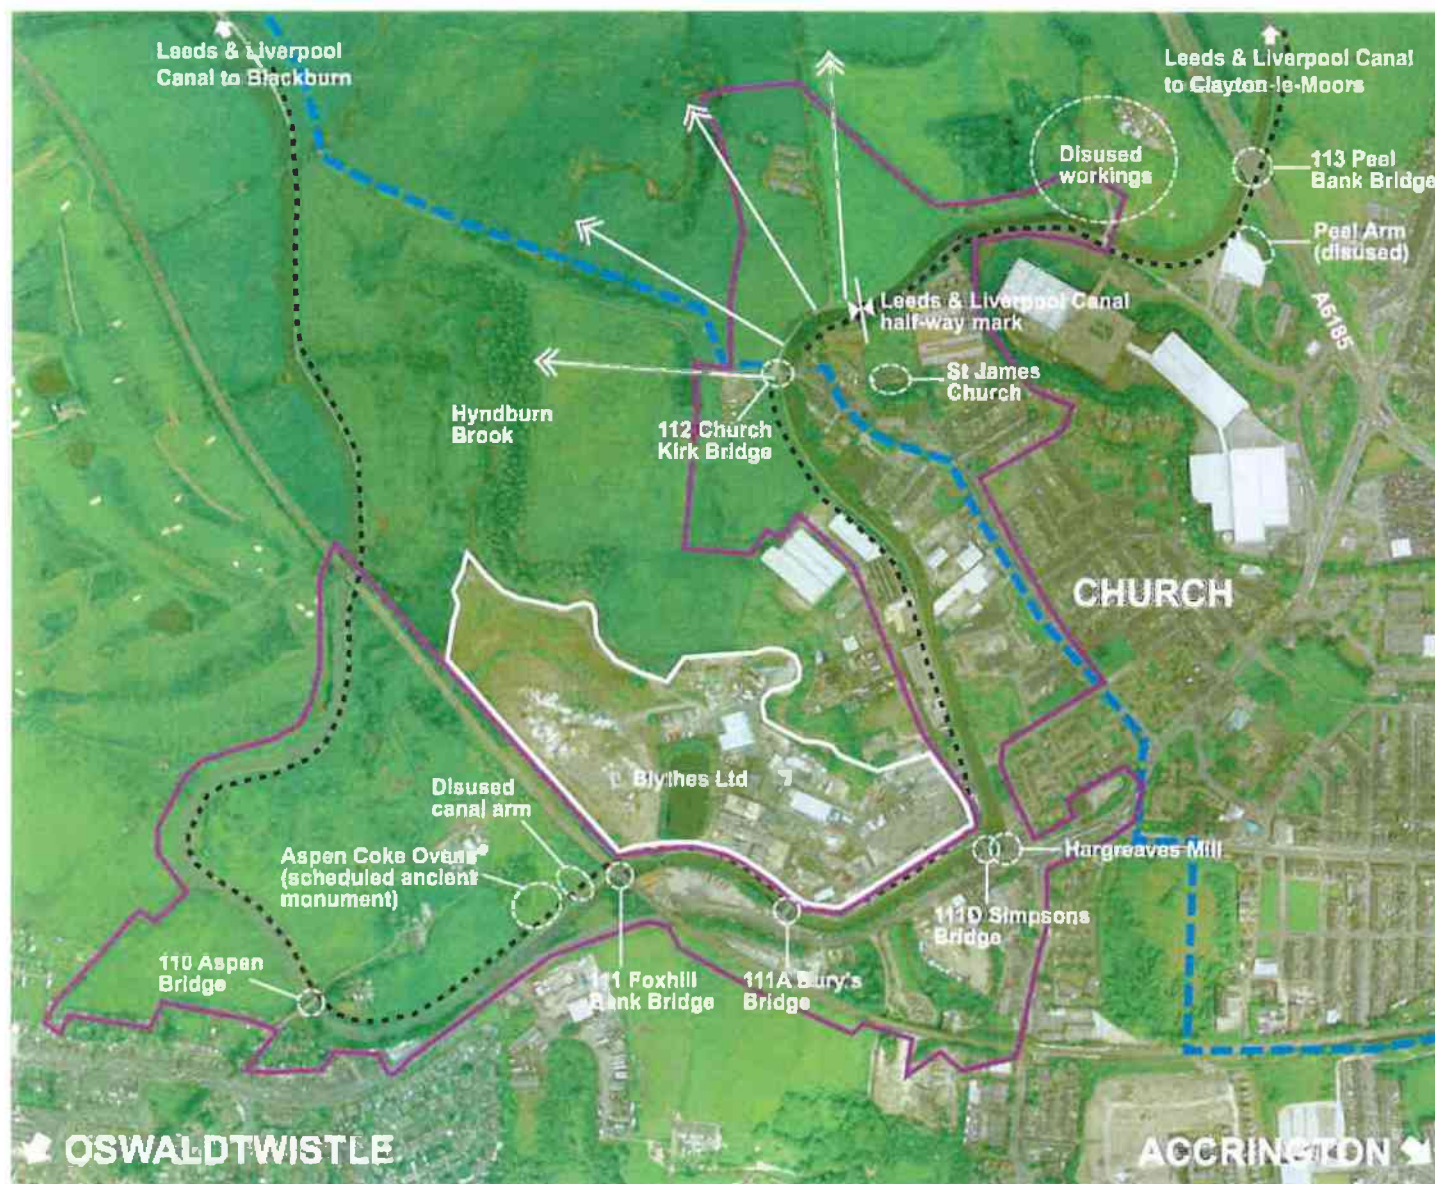 Leeds & Liverpool
Canal to Blackburn
Leeds & Liverpool Canal
to Clayton-le-Moors
Disused
workings
113 Peel
Bank Bridge
Peel Arm
(disused)
A6185
Leeds & Liverpool Canal
half-way mark
St James
Church
Hyndburn
Brook
112 Church
Kirk Bridge
CHURCH
Blythes Ltd
Disused
canal arm
Aspen Coke Ovens
(scheduled ancient
monument)
Hargreaves Mill
111D Simpsons
Bridge
110 Aspen
Bridge
111 Foxhill
Bank Bridge
111A Bury's
Bridge
OSWALDTWISTLE
ACCRINGTON